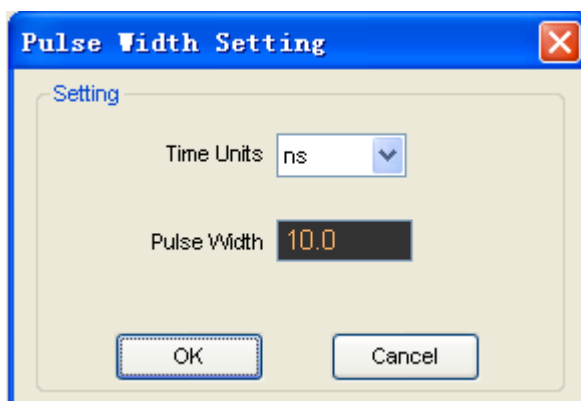 Pulse Width Setting
Setting
Time Units ns
Pulse Width 10.0
OK Cancel